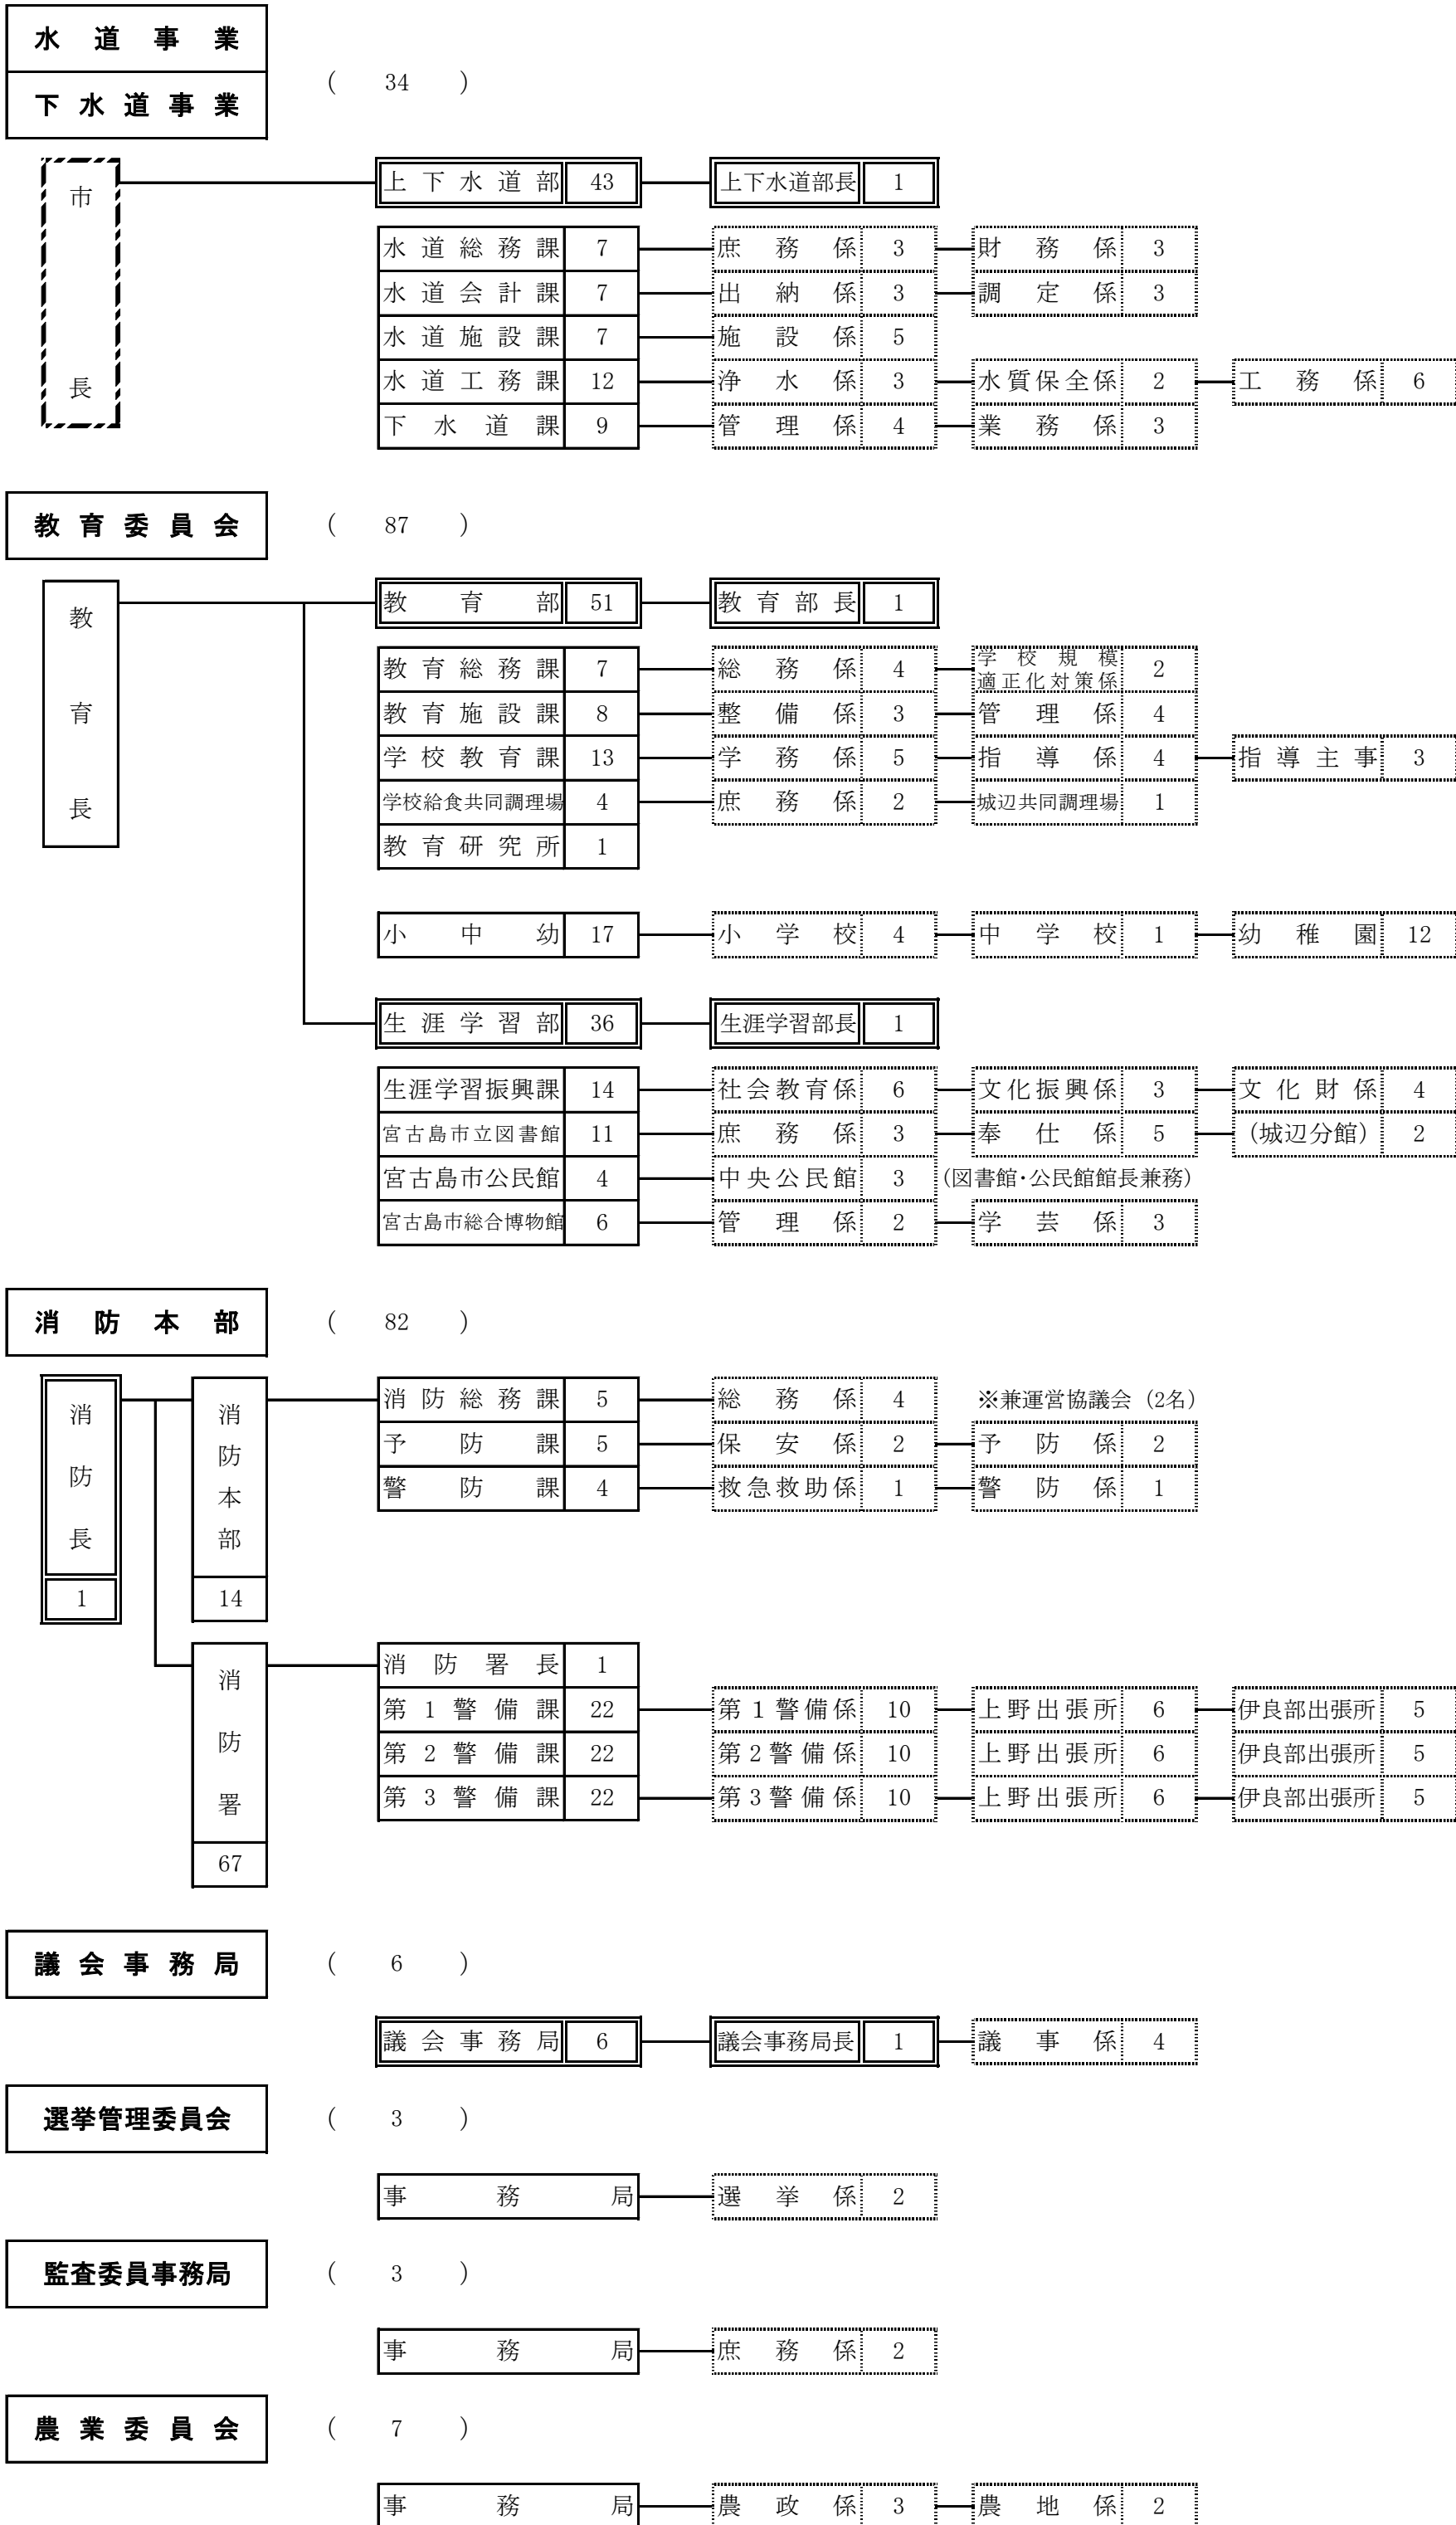 水道事業
下水道事業
( 34 )
市長
上下水道部 43 上下水道部長 1
水道総務課 7 庶務係 3 財務係 3
水道会計課 7 出納係 3 調定係 3
水道施設課 7 施設係 5
水道工務課 12 浄水係 3 水質保全係 2 工務係 6
下水道課 9 管理係 4 業務係 3
教育委員会 ( 87 )
教育長
教育部 51 教育部長 1
教育総務課 7 総務係 4 学校規模適正化対策係 2
教育施設課 8 整備係 3 管理係 4
学校教育課 13 学務係 5 指導係 4 指導主事 3
学校給食共同調理場 4 庶務係 2 城辺共同調理場 1
教育研究所 1
小中幼 17 小学校 4 中学校 1 幼稚園 12
生涯学習部 36 生涯学習部長 1
生涯学習振興課 14 社会教育係 6 文化振興係 3 文化財係 4
宮古島市立図書館 11 庶務係 3 奉仕係 5 (城辺分館) 2
宮古島市公民館 4 中央公民館 3 (図書館・公民館館長兼務)
宮古島市総合博物館 6 管理係 2 学芸係 3
消防本部 ( 82 )
消防長 1
消防本部 14
消防総務課 5 総務係 4 ※兼運営協議会(2名)
予防課 5 保安係 2 予防係 2
警防課 4 救急救助係 1 警防係 1
消防署 67
消防署長 1
第1警備課 22 第1警備係 10 上野出張所 6 伊良部出張所 5
第2警備課 22 第2警備係 10 上野出張所 6 伊良部出張所 5
第3警備課 22 第3警備係 10 上野出張所 6 伊良部出張所 5
議会事務局 ( 6 )
議会事務局 6 議会事務局長 1 議事係 4
選挙管理委員会 ( 3 )
事務局 選挙係 2
監査委員事務局 ( 3 )
事務局 庶務係 2
農業委員会 ( 7 )
事務局 農政係 3 農地係 2